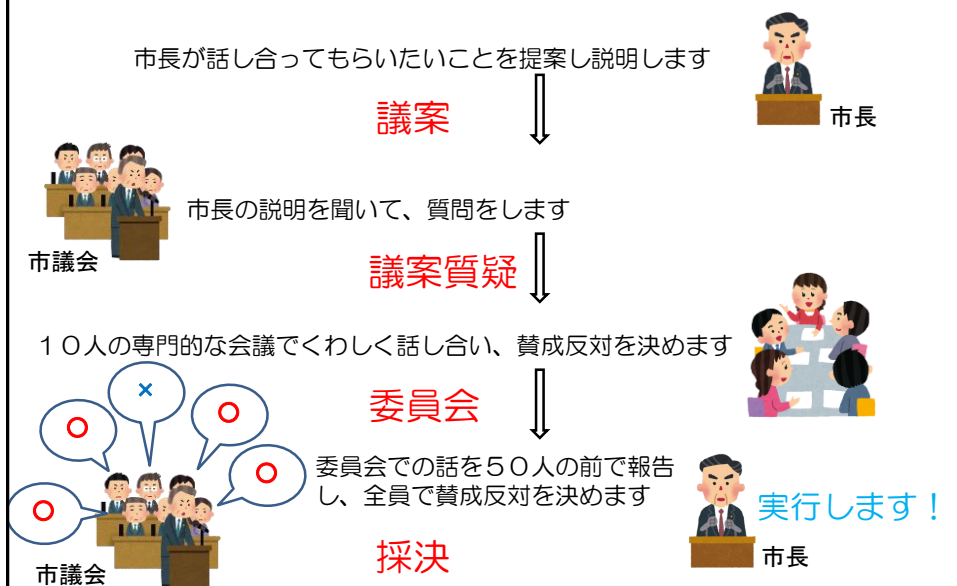 市長が話し合ってもらいたいことを提案し説明します
市長
議案
市長の説明を聞いて、質問をします
市議会
議案質疑
１０人の専門的な会議でくわしく話し合い、賛成反対を決めます
×
○
○
○
○
委員会
委員会での話を５０人の前で報告
し、全員で賛成反対を決めます
実行します！
市長
採決
市議会